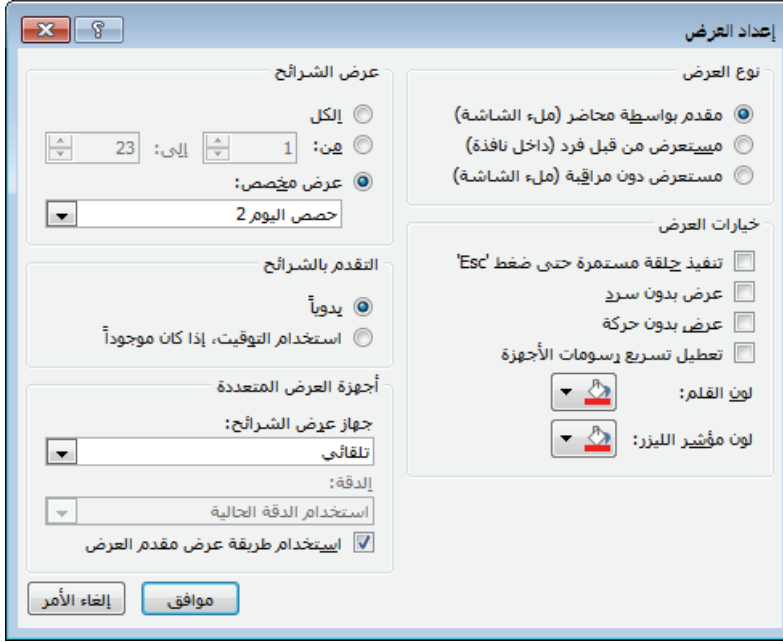 إعداد العرض
نوع العرض
مقدم بواسطة محاضر (ملء الشاشة)
مستعرض من قبل فرد (داخل نافذة)
مستعرض دون مراقبة (ملء الشاشة)
خيارات العرض
تنفيذ حلقة مستمرة حتى ضغط 'Esc'
عرض بدون سرد
عرض بدون حركة
تعطيل تسريع رسومات الأجهزة
لون القلم:
لون مؤشر الليزر:
عرض الشرائح
الكل
من: 1 إلى: 23
عرض مخصص:
حصص اليوم 2
التقدم بالشرائح
يدوياً
استخدام التوقيت، إذا كان موجوداً
أجهزة العرض المتعددة
جهاز عرض الشرائح:
تلقائي
الدقة:
استخدام الدقة الحالية
استخدام طريقة عرض مقدم العرض
موافق
إلغاء الأمر